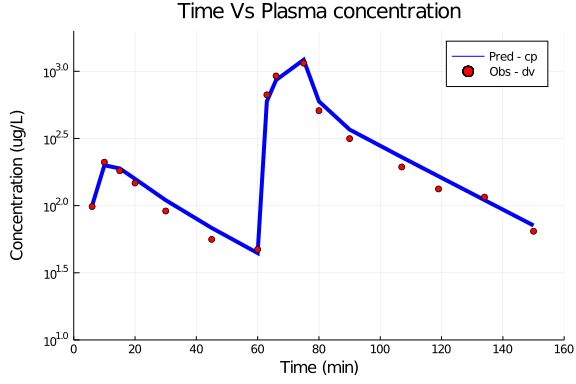 Time Vs Plasma concentration
Pred - cp
Obs - dv
Concentration (ug/L)
10^3.0
10^2.5
10^2.0
10^1.5
10^1.0
0 20 40 60 80 100 120 140 160
Time (min)